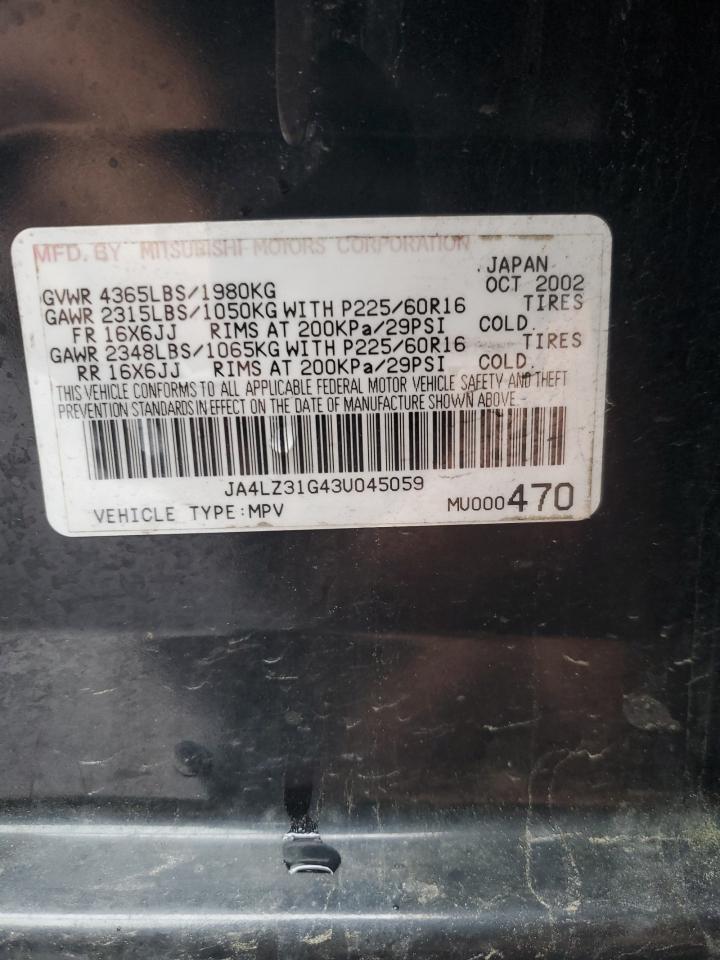 MFD. BY MITSUBISHI MOTORS CORPORATION
JAPAN
GVWR 4365LBS/1980KG OCT 2002
GAWR 2315LBS/1050KG WITH P225/60R16 TIRES
FR 16X6JJ RIMS AT 200KPa/29PSI COLD.
GAWR 2348LBS/1065KG WITH P225/60R16 TIRES
RR 16X6JJ RIMS AT 200KPa/29PSI COLD.
THIS VEHICLE CONFORMS TO ALL APPLICABLE FEDERAL MOTOR VEHICLE SAFETY AND THEFT
PREVENTION STANDARDS IN EFFECT ON THE DATE OF MANUFACTURE SHOWN ABOVE
JA4LZ31G43U045059
VEHICLE TYPE:MPV MU000470